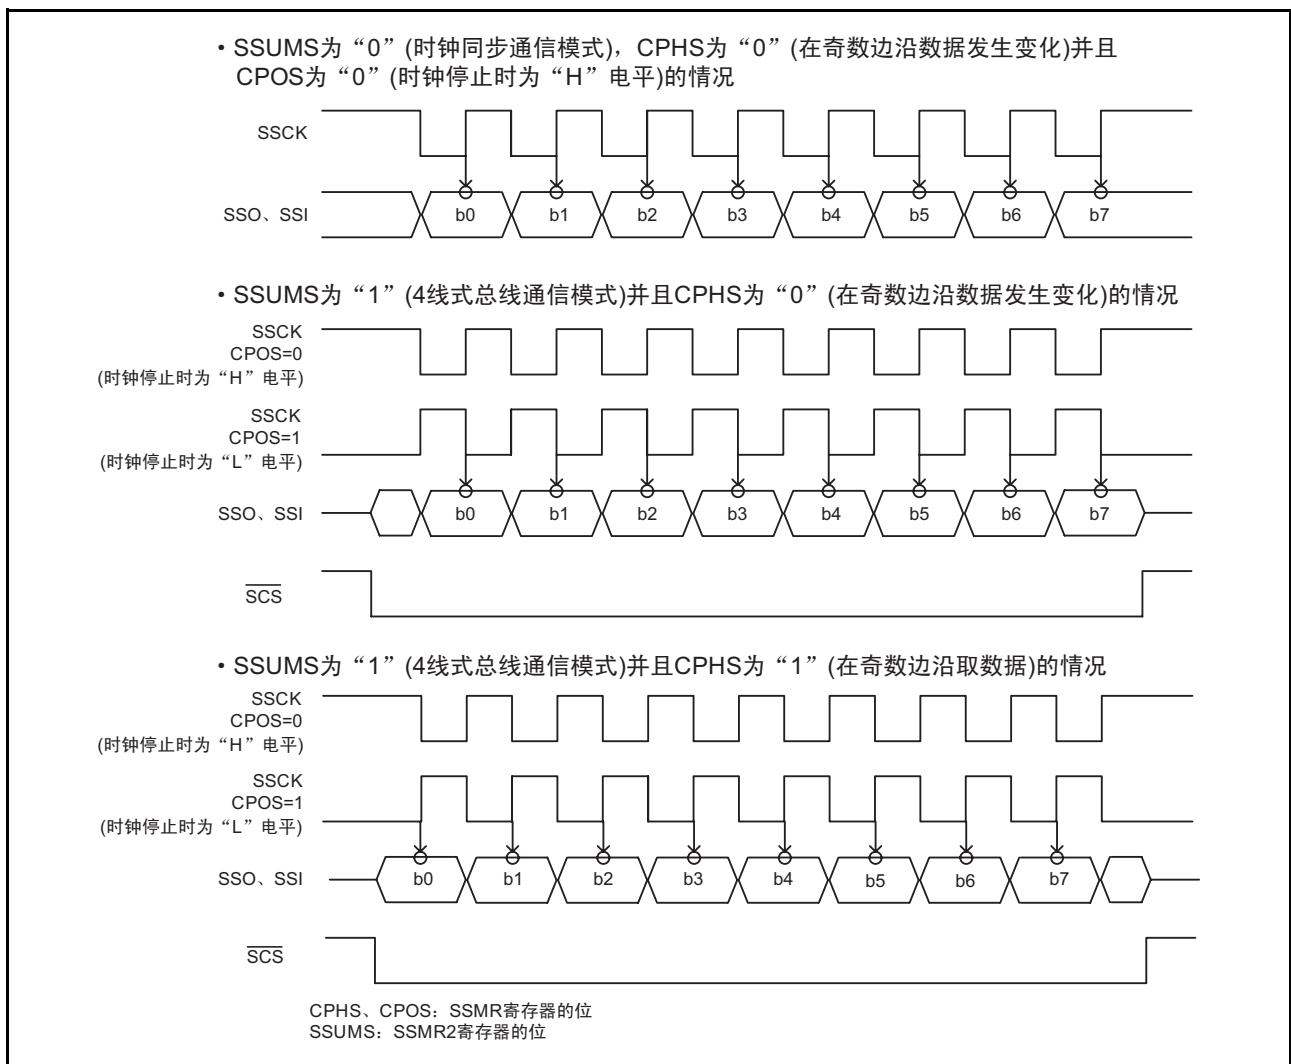 • SSUMS为“0”(时钟同步通信模式)，CPHS为“0”(在奇数边沿数据发生变化)并且
CPOS为“0”(时钟停止时为“H”电平)的情况
SSCK
SSO、SSI
b0 b1 b2 b3 b4 b5 b6 b7
• SSUMS为“1”(4线式总线通信模式)并且CPHS为“0”(在奇数边沿数据发生变化)的情况
SSCK
CPOS=0
(时钟停止时为“H”电平)
SSCK
CPOS=1
(时钟停止时为“L”电平)
SSO、SSI
b0 b1 b2 b3 b4 b5 b6 b7
SCS
• SSUMS为“1”(4线式总线通信模式)并且CPHS为“1”(在奇数边沿取数据)的情况
SSCK
CPOS=0
(时钟停止时为“H”电平)
SSCK
CPOS=1
(时钟停止时为“L”电平)
SSO、SSI
b0 b1 b2 b3 b4 b5 b6 b7
SCS
CPHS、CPOS：SSMR寄存器的位
SSUMS：SSMR2寄存器的位